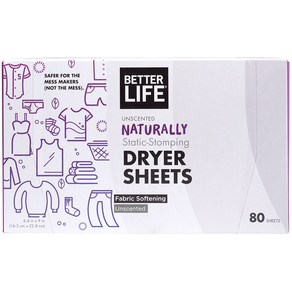 SAFER FOR THE
MESS MAKERS
(NOT THE MESS).
BETTER
LIFE®
UNSCENTED
NATURALLY
Static-Stomping
DRYER
SHEETS
Fabric Softening
Unscented
80 SHEETS